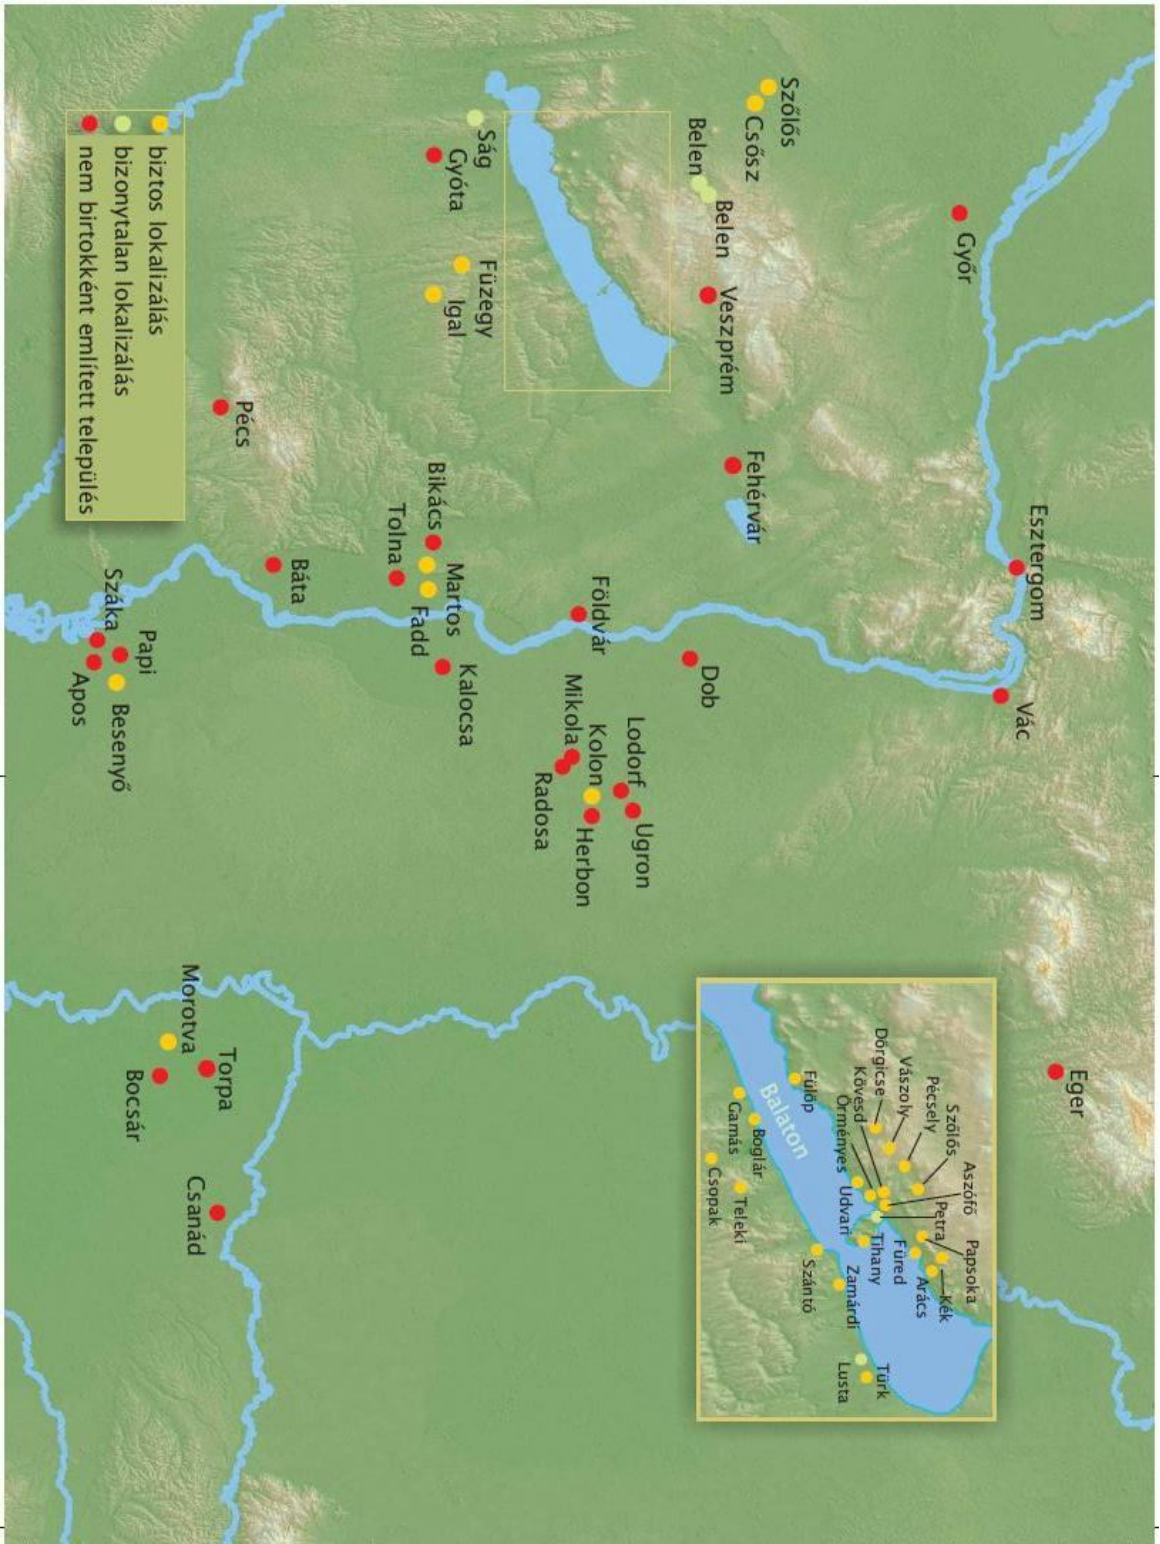 Győr
Esztergom
Vác
Eger
Szőlős
Csősz
Belen
Belen
Veszprém
Fehérvár
Dob
Ság
Gyóta
Füzegy
Igal
Földvár
Lodorf
Ugron
Mikola
Kolon
Radosa
Herbon
Bikács
Martos
Tolna
Fadd
Kalocsa
Pécs
Báta
Száka
Papi
Apos
Besenyő
Morotva
Torpa
Bocsár
Csanád
biztos lokalizálás
bizonytalan lokalizálás
nem birtokként említett település
Balaton
Fülöp
Dörgicse
Vászoly
Pécsely
Szőlős
Aszófő
Kövesd
Örményes
Udvari
Petra
Tihany
Papsoka
Füred
Arács
Kék
Gamás
Boglár
Csopak
Teleki
Szántó
Zamárdi
Türk
Lusta